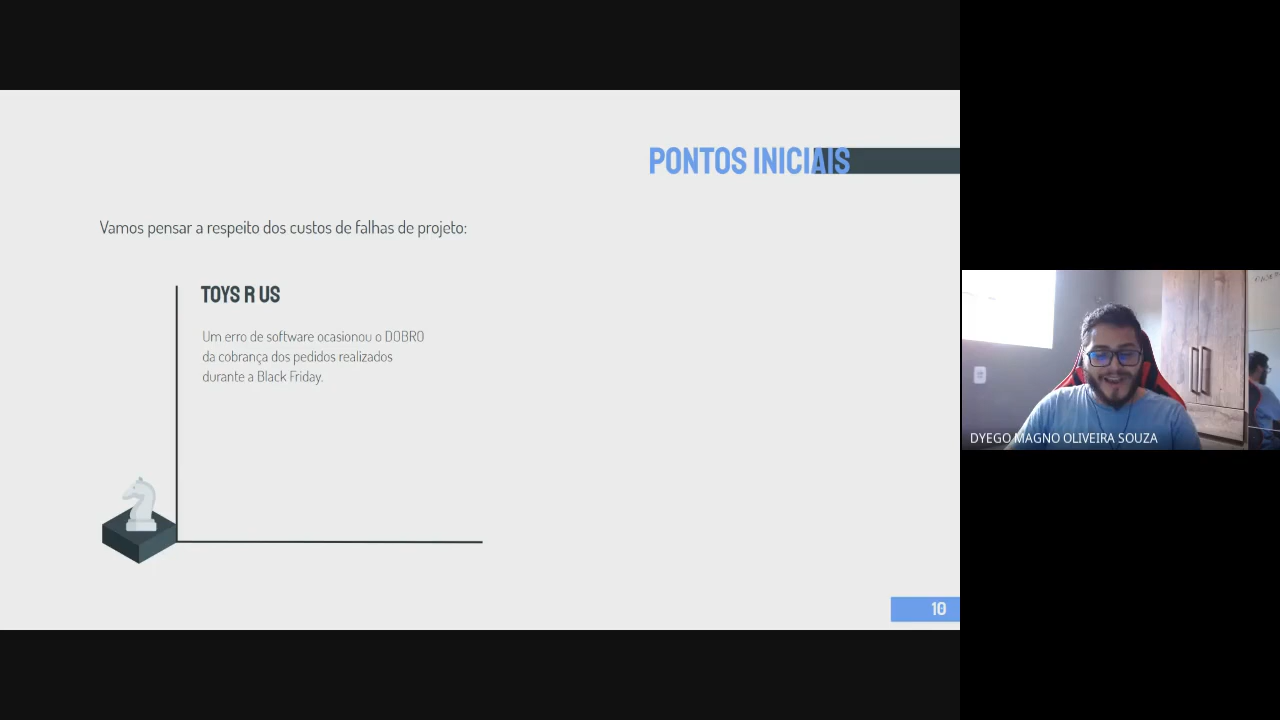 PONTOS INICIAIS
Vamos pensar a respeito dos custos de falhas de projeto:
TOYS R US
Um erro de software ocasionou o DOBRO
da cobrança dos pedidos realizados
durante a Black Friday.
10
DYEGO MAGNO OLIVEIRA SOUZA